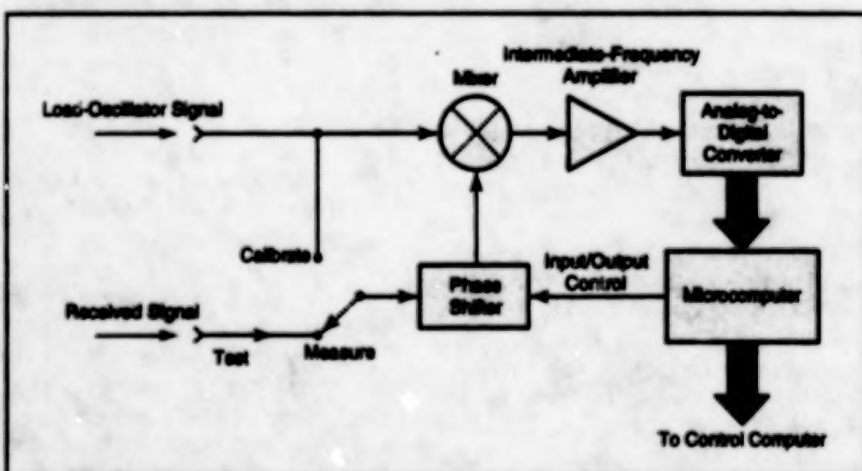 Intermediate-Frequency
Amplifier
Mixer
Load-Oscillator Signal
Analog-to-
Digital
Converter
Calibrate
Input/Output
Control
Phase
Shifter
Microcomputer
Received Signal
Test
Measure
To Control Computer